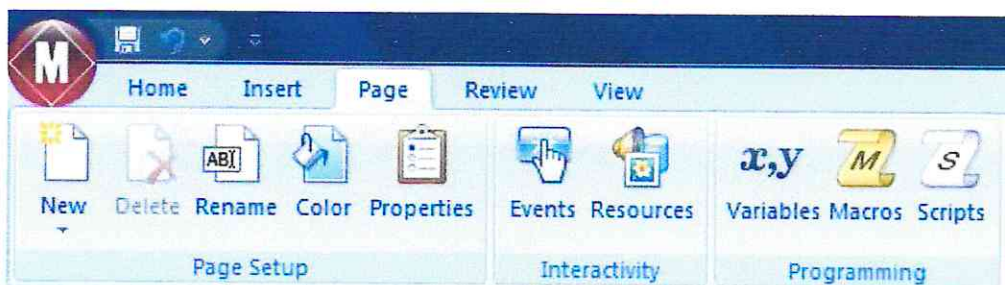 M
Home Insert Page Review View
ABI x,y M S
New Delete Rename Color Properties Events Resources Variables Macros Scripts
Page Setup Interactivity Programming